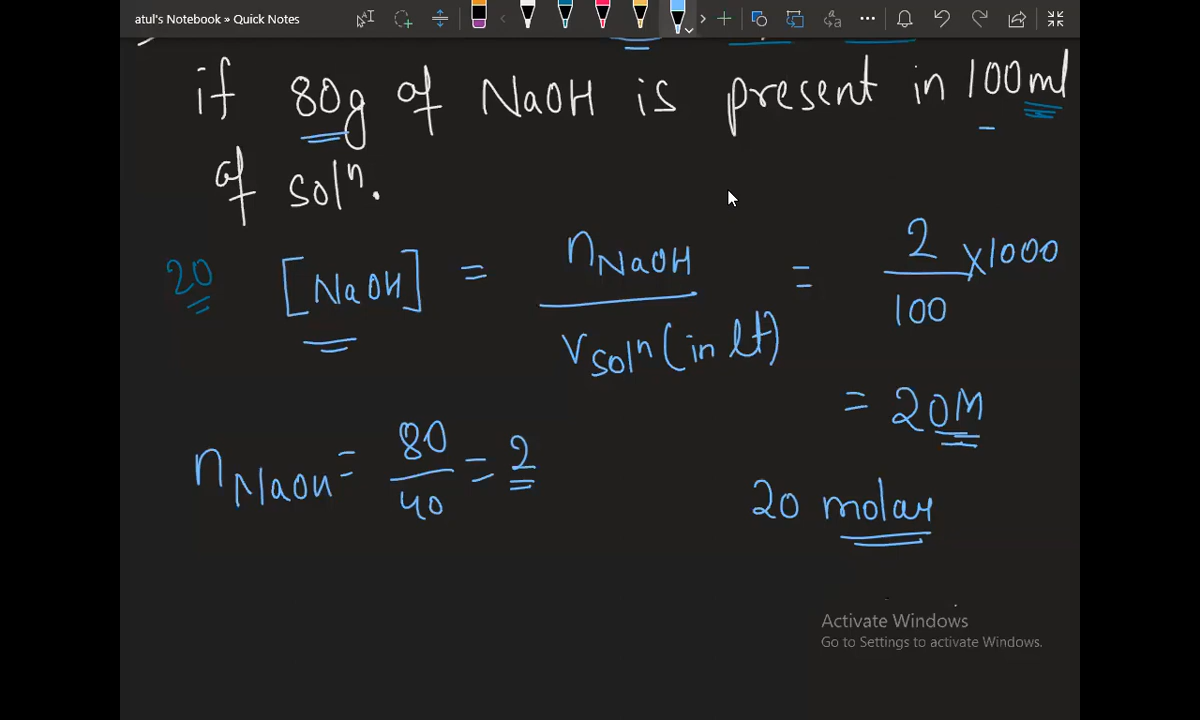 atul's Notebook » Quick Notes
if 80g of NaOH is present in 100ml
of solⁿ.
20 [NaOH] = nNaOH / Vsolⁿ (in lt) = 2 / 100 × 1000
= 20M
nNaOH = 80 / 40 = 2
20 molar
Activate Windows
Go to Settings to activate Windows.